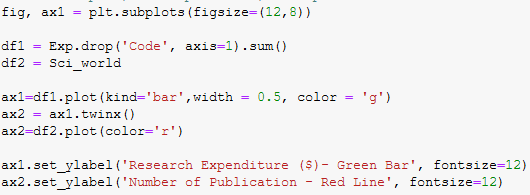 fig, ax1 = plt.subplots(figsize=(12,8))
df1 = Exp.drop('Code', axis=1).sum()
df2 = Sci_world
ax1=df1.plot(kind='bar',width = 0.5, color = 'g')
ax2 = ax1.twinx()
ax2=df2.plot(color='r')
ax1.set_ylabel('Research Expenditure ($)- Green Bar', fontsize=12)
ax2.set_ylabel('Number of Publication - Red Line', fontsize=12)